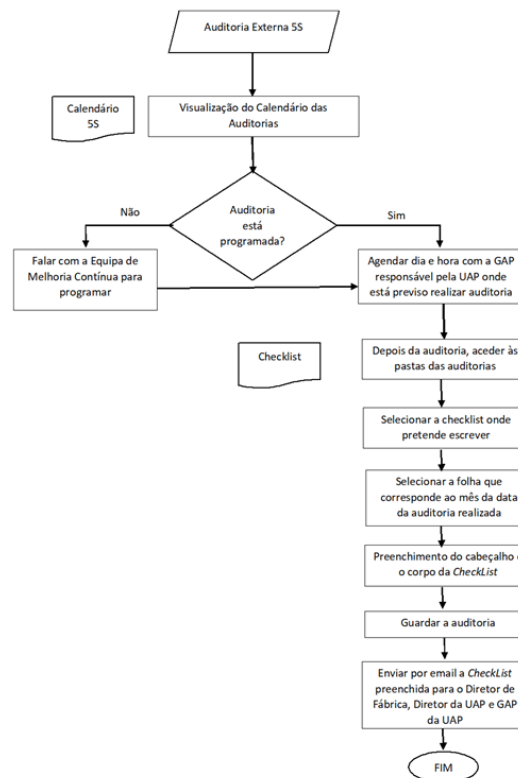 Auditoria Externa 5S
Calendário
5S
Visualização do Calendário das
Auditorias
Auditoria
está
programada?
Não
Sim
Falar com a Equipa de
Melhoria Contínua para
programar
Agendar dia e hora com a GAP
responsável pela UAP onde
está previso realizar auditoria
Checklist
Depois da auditoria, aceder às
pastas das auditorias
Selecionar a checklist onde
pretende escrever
Selecionar a folha que
corresponde ao mês da data
da auditoria realizada
Preenchimento do cabeçalho e
o corpo da CheckList
Guardar a auditoria
Enviar por email a CheckList
preenchida para o Diretor de
Fábrica, Diretor da UAP e GAP
da UAP
FIM